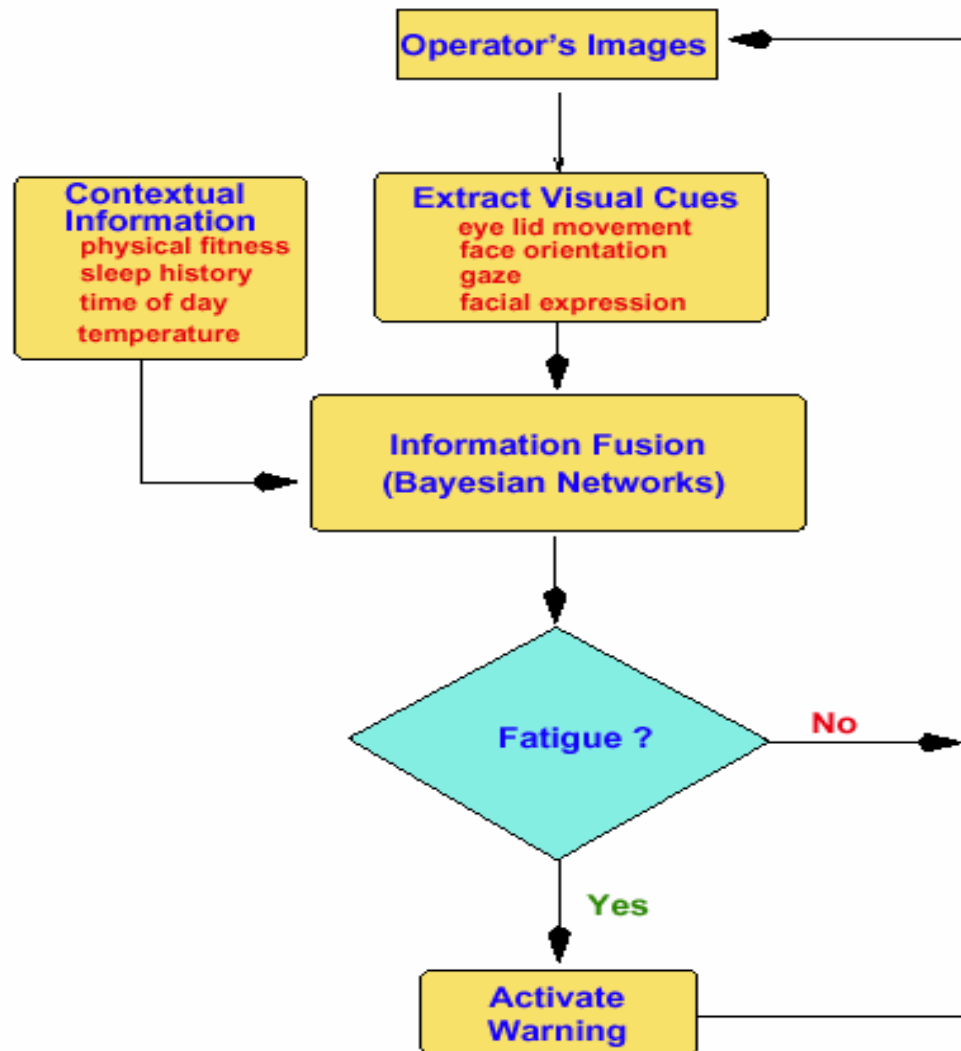 Operator's Images
Contextual
Information
physical fitness
sleep history
time of day
temperature
Extract Visual Cues
eye lid movement
face orientation
gaze
facial expression
Information Fusion
(Bayesian Networks)
Fatigue ?
No
Yes
Activate
Warning